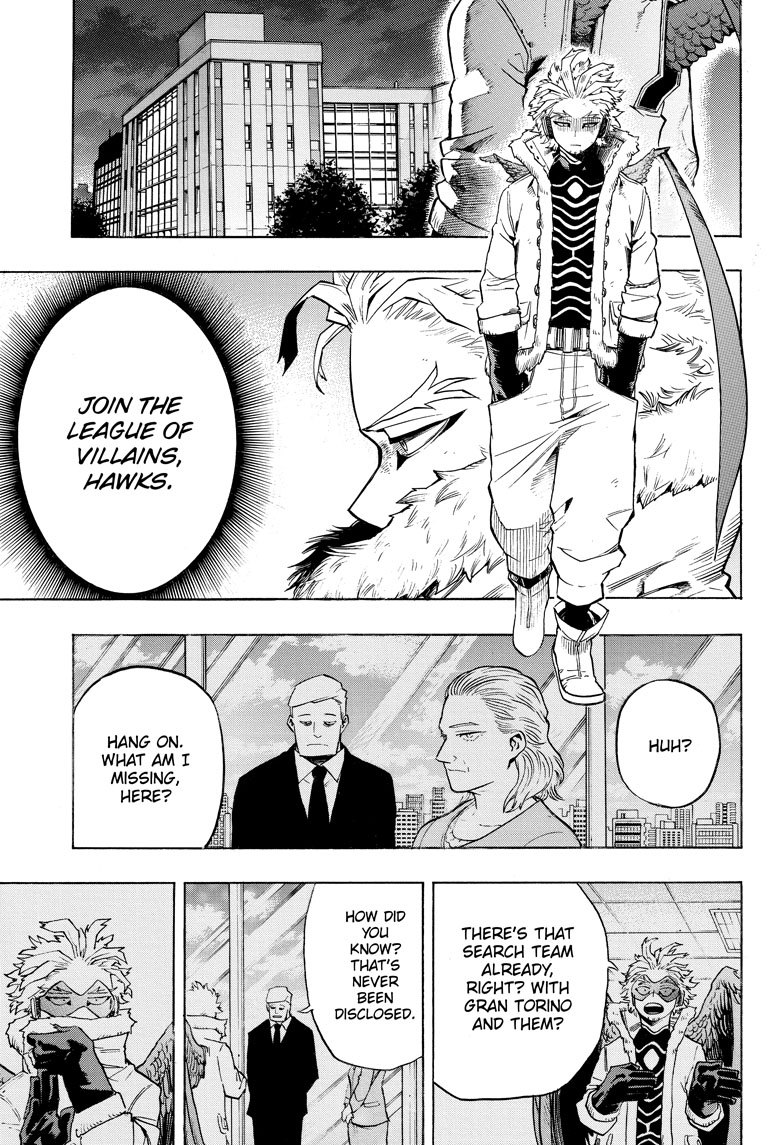 JOIN THE
LEAGUE OF
VILLAINS,
HAWKS.
HUH?
HANG ON.
WHAT AM I
MISSING,
HERE?
THERE'S THAT
SEARCH TEAM
ALREADY,
RIGHT? WITH
GRAN TORINO
AND THEM?
HOW DID
YOU
KNOW?
THAT'S
NEVER
BEEN
DISCLOSED.